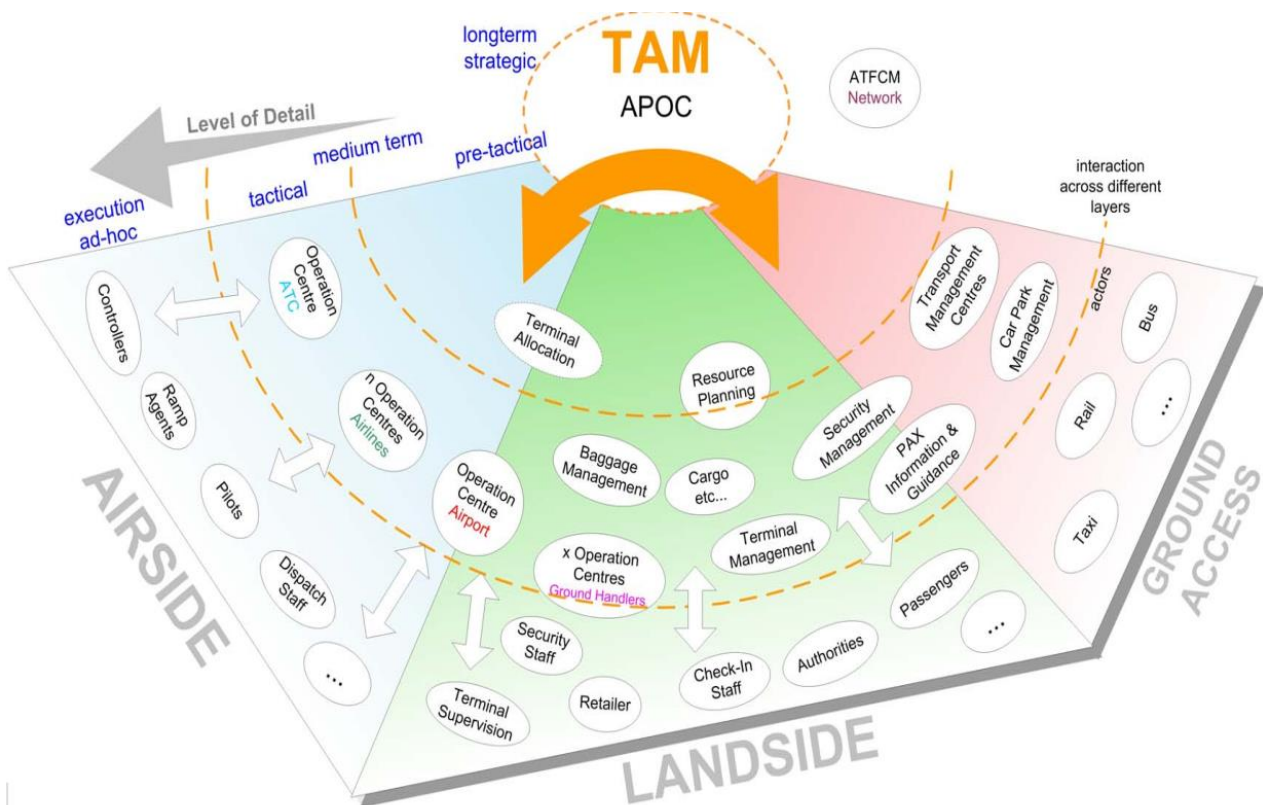 longterm
strategic
TAM
APOC
ATFCM
Network
Level of Detail
medium term
pre-tactical
tactical
execution
ad-hoc
interaction
across different
layers
actors
Controllers
Operation
Centre
ATC
Ramp
Agents
n Operation
Centres
Airlines
Pilots
Dispatch
Staff
...
AIRSIDE
Terminal
Allocation
Resource
Planning
Baggage
Management
Cargo
etc...
Security
Management
PAX
Information &
Guidance
Operation
Centre
Airport
x Operation
Centres
Ground Handlers
Terminal
Management
Security
Staff
Terminal
Supervision
Retailer
Check-In
Staff
Authorities
Passengers
...
LANDSIDE
Transport
Management
Centres
Car Park
Management
Bus
Rail
...
Taxi
GROUND
ACCESS